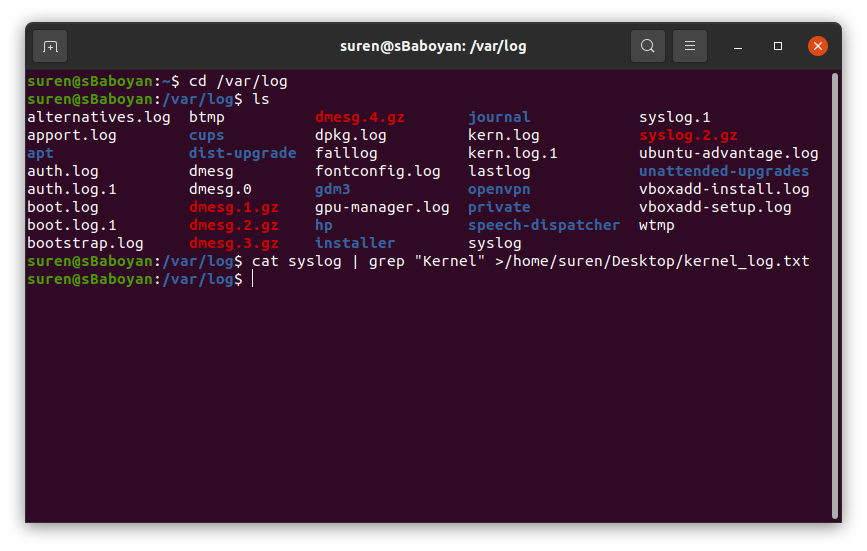 suren@sBaboyan: /var/log
suren@sBaboyan:~$ cd /var/log
suren@sBaboyan:/var/log$ ls
alternatives.log btmp dmesg.4.gz journal syslog.1
apport.log cups dpkg.log kern.log syslog.2.gz
apt dist-upgrade faillog kern.log.1 ubuntu-advantage.log
auth.log dmesg fontconfig.log lastlog unattended-upgrades
auth.log.1 dmesg.0 gdm3 openvpn vboxadd-install.log
boot.log dmesg.1.gz gpu-manager.log private vboxadd-setup.log
boot.log.1 dmesg.2.gz hp speech-dispatcher wtmp
bootstrap.log dmesg.3.gz installer syslog
suren@sBaboyan:/var/log$ cat syslog | grep "Kernel" >/home/suren/Desktop/kernel_log.txt
suren@sBaboyan:/var/log$